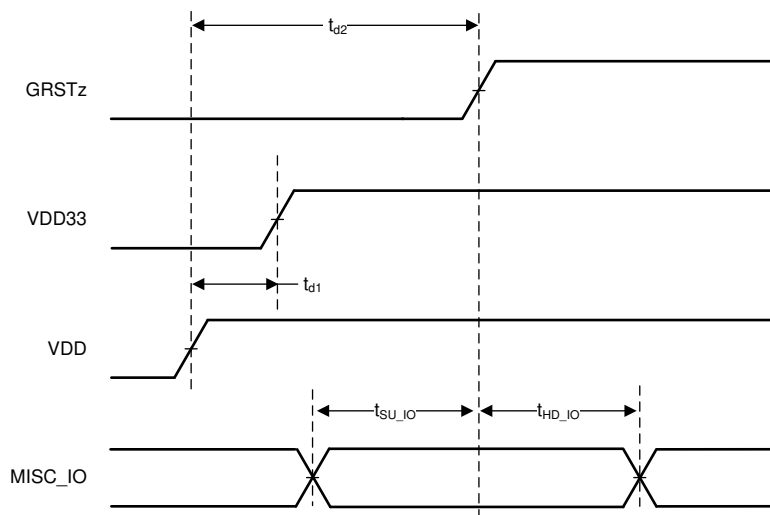 t_d2
GRSTz
VDD33
t_d1
VDD
t_SU_IO
t_HD_IO
MISC_IO